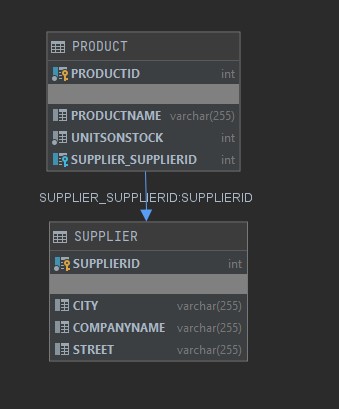 PRODUCT
PRODUCTID int
PRODUCTNAME varchar(255)
UNITSONSTOCK int
SUPPLIER_SUPPLIERID int
SUPPLIER_SUPPLIERID:SUPPLIERID
SUPPLIER
SUPPLIERID int
CITY varchar(255)
COMPANYNAME varchar(255)
STREET varchar(255)